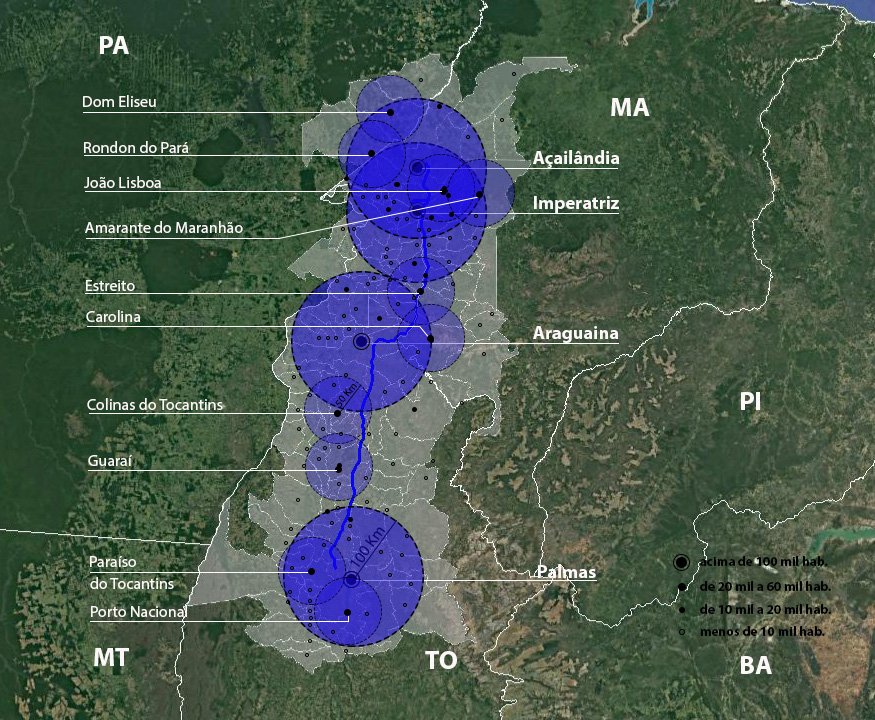 PA
MA
Dom Eliseu
Rondon do Pará
Açailândia
João Lisboa
Imperatriz
Amarante do Maranhão
Estreito
Carolina
Araguaina
50 Km.
Colinas do Tocantins
PI
Guaraí
100 Km.
Paraíso
do Tocantins
Palmas
acima de 100 mil hab.
de 20 mil a 60 mil hab.
Porto Nacional
de 10 mil a 20 mil hab.
menos de 10 mil hab.
MT
TO
BA